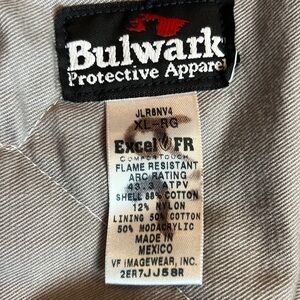 Bulwark
Protective Apparel
JLR8NV4
XL-RG
Excel FR
COMFORTOUCH
FLAME RESISTANT
ARC RATING
43.3 ATPV
SHELL 88% COTTON
12% NYLON
LINING 50% COTTON
50% MODACRYLIC
MADE IN
MEXICO
VF IMAGEWEAR, INC.
2ER7JJ58R